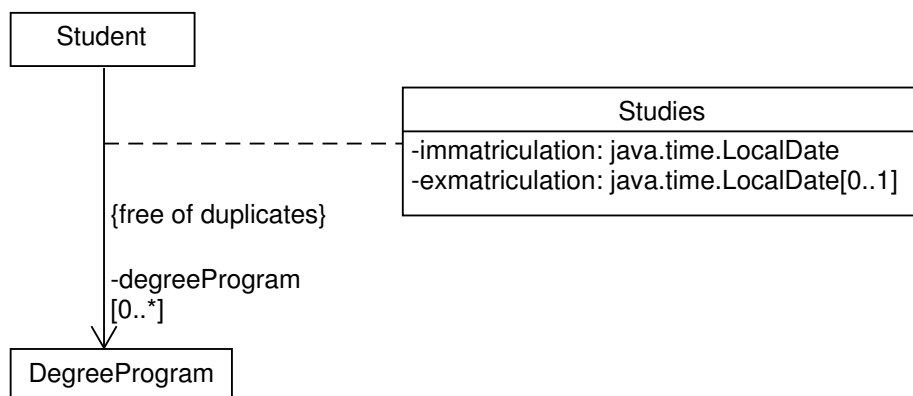 Student
Studies
-immatriculation: java.time.LocalDate
-exmatriculation: java.time.LocalDate[0..1]
{free of duplicates}
-degreeProgram
[0..*]
DegreeProgram